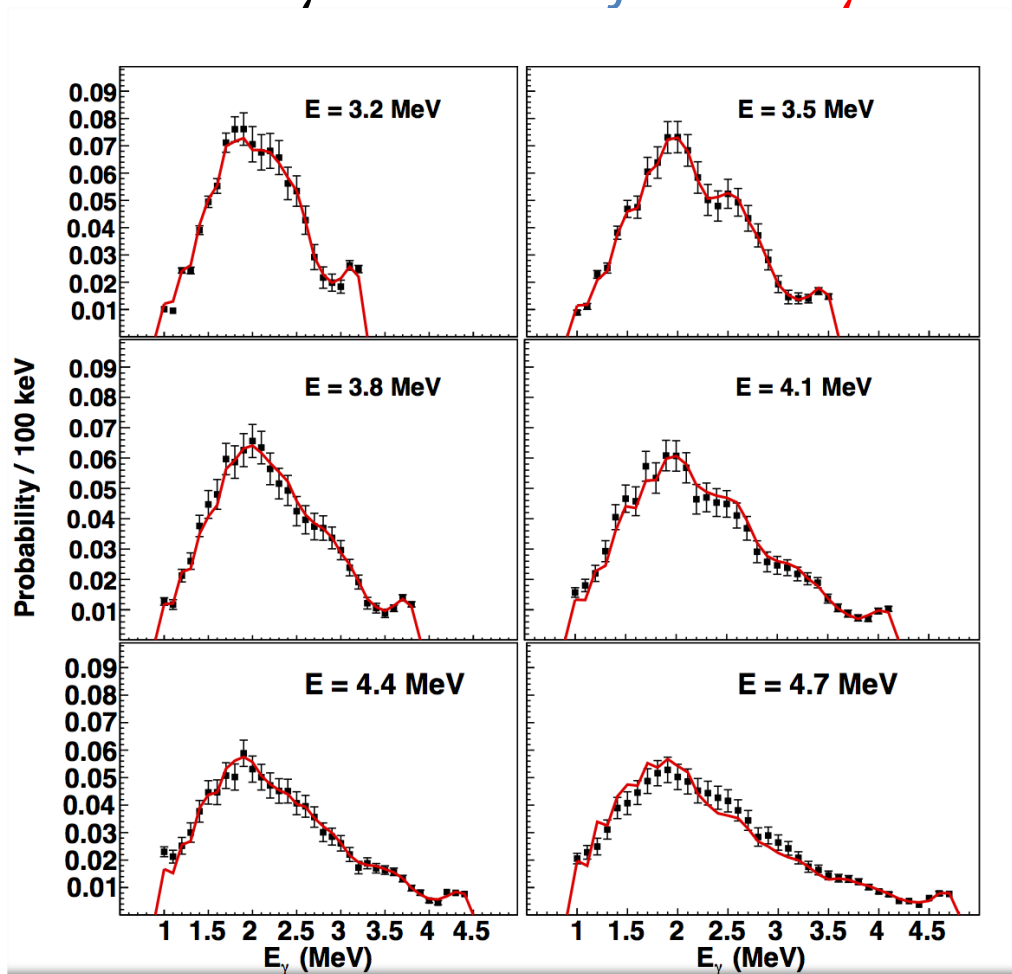 E = 3.2 MeV
E = 3.5 MeV
0.09
0.08
0.07
0.06
0.05
0.04
0.03
0.02
0.01
E = 3.8 MeV
E = 4.1 MeV
0.09
0.08
0.07
0.06
0.05
0.04
0.03
0.02
0.01
Probability / 100 keV
E = 4.4 MeV
E = 4.7 MeV
0.09
0.08
0.07
0.06
0.05
0.04
0.03
0.02
0.01
1 1.5 2 2.5 3 3.5 4 4.5
1 1.5 2 2.5 3 3.5 4 4.5
Eγ (MeV)
Eγ (MeV)